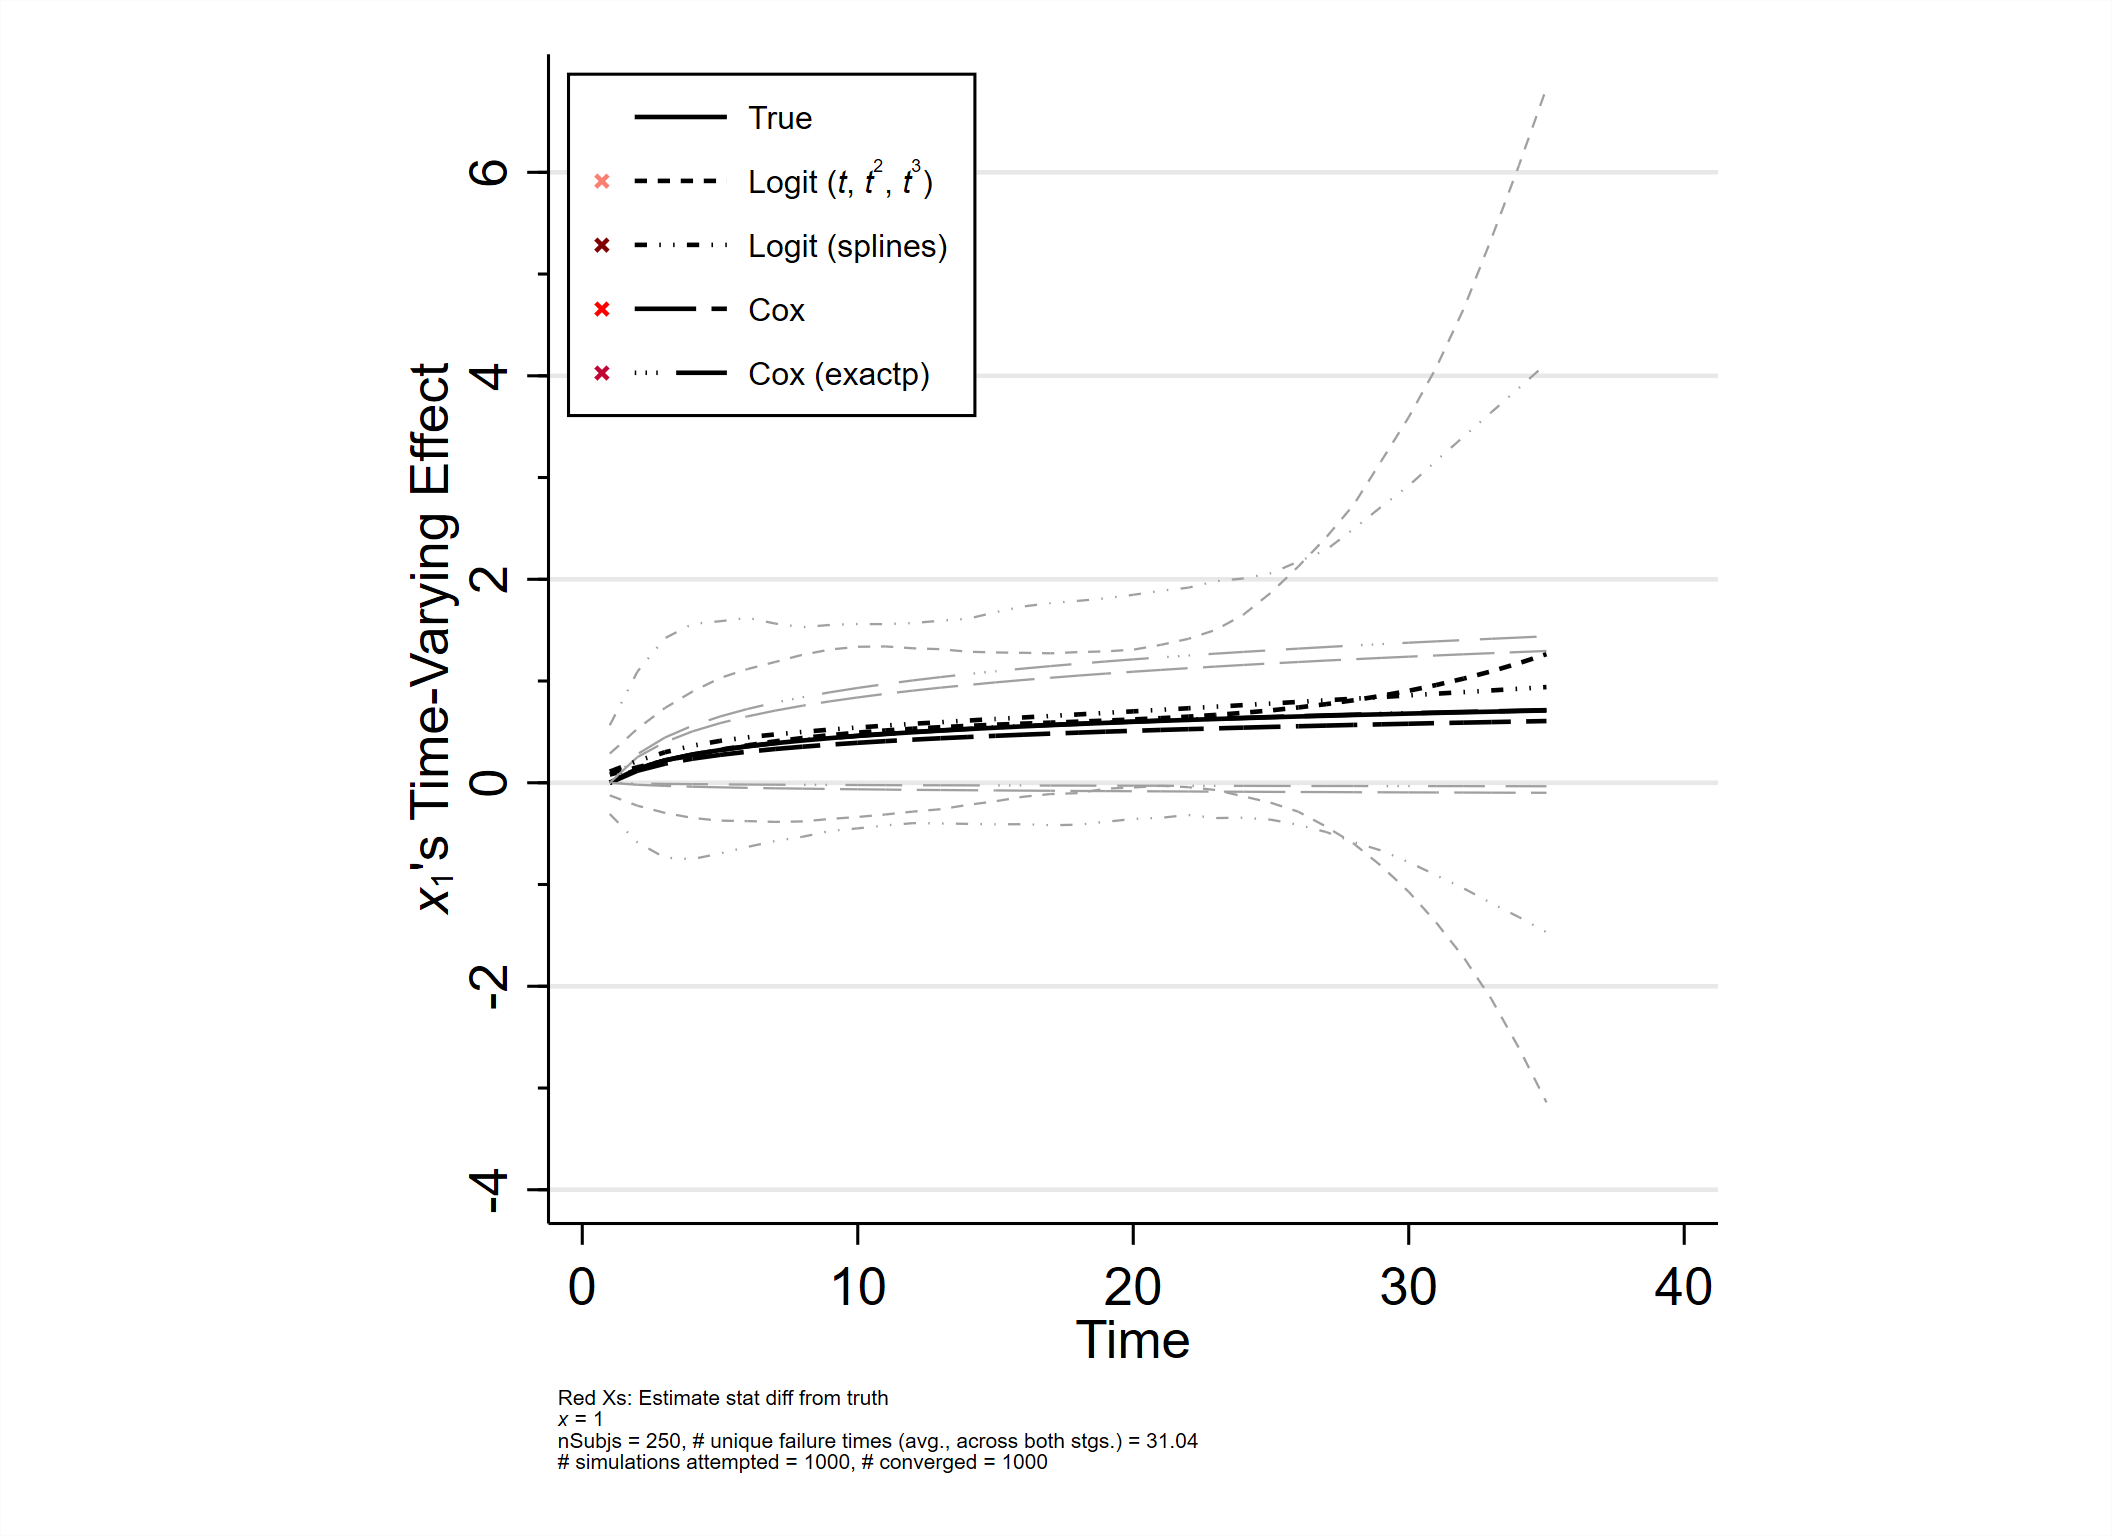 True
Logit (t, t², t³)
Logit (splines)
Cox
Cox (exactp)
x₁'s Time-Varying Effect
6
4
2
0
-2
-4
0 10 20 30 40
Time
Red Xs: Estimate stat diff from truth
x = 1
nSubjs = 250, # unique failure times (avg., across both stgs.) = 31.04
# simulations attempted = 1000, # converged = 1000